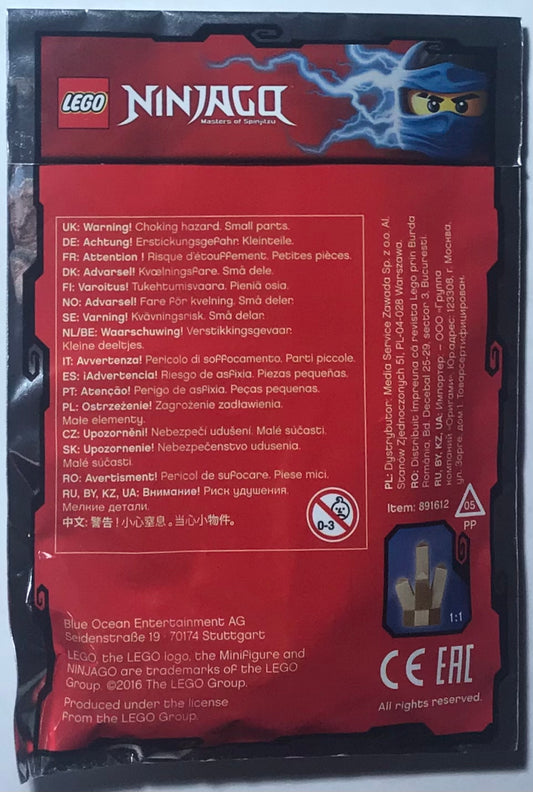 LEGO NINJAGO
Masters of Spinjitzu
UK: Warning! Choking hazard. Small parts.
DE: Achtung! Erstickungsgefahr. Kleinteile.
FR: Attention ! Risque d'étouffement. Petites pièces.
DK: Advarsel! Kvælningsfare. Små dele.
FI: Varoitus! Tukehtumisvaara. Pieniä osia.
NO: Advarsel! Fare for kvelning. Små deler.
SE: Varning! Kvävningsrisk. Små delar.
NL/BE: Waarschuwing! Verstikkingsgevaar.
Kleine deeltjes.
IT: Avvertenza! Pericolo di soffocamento. Parti piccole.
ES: ¡Advertencia! Riesgo de asfixia. Piezas pequeñas.
PT: Atenção! Perigo de asfixia. Peças pequenas.
PL: Ostrzeżenie! Zagrożenie zadławienia.
Małe elementy.
CZ: Upozornění! Nebezpečí udušení. Malé súčasti.
SK: Upozornenie! Nebezpečenstvo udusenia.
Malé súčasti.
RO: Avertisment! Pericol de sufocare. Piese mici.
RU, BY, KZ, UA: Внимание! Риск удушения.
Мелкие детали.
中文: 警告！小心窒息。当心小物件。
0-3
PL: Dystrybutor: Media Service Zawada Sp. z o.o. Al.
Stanów Zjednoczonych 51, PL-04-028 Warszawa.
RO: Distribuit împreună cu revista Lego prin Burda
România. Bd. Decebal 25-29, sector 3, Bucuresti.
RU, BY, KZ, UA: Импортер: – ООО «Группа
компаний «Оригами». Юр.адрес: 123308, г. Москва,
ул. Зорге, дом 1. Товар сертифицирован.
Item: 891612
05
PP
1:1
Blue Ocean Entertainment AG
Seidenstraße 19 · 70174 Stuttgart
LEGO, the LEGO logo, the Minifigure and
NINJAGO are trademarks of the LEGO
Group. ©2016 The LEGO Group.
Produced under the license
from the LEGO Group.
CE EAC
All rights reserved.